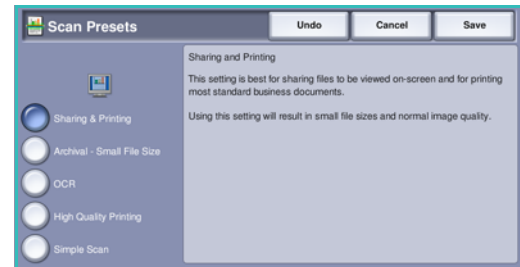 Scan Presets
Undo
Cancel
Save
Sharing and Printing
This setting is best for sharing files to be viewed on-screen and for printing
most standard business documents.
Using this setting will result in small file sizes and normal image quality.
Sharing & Printing
Archival - Small File Size
OCR
High Quality Printing
Simple Scan